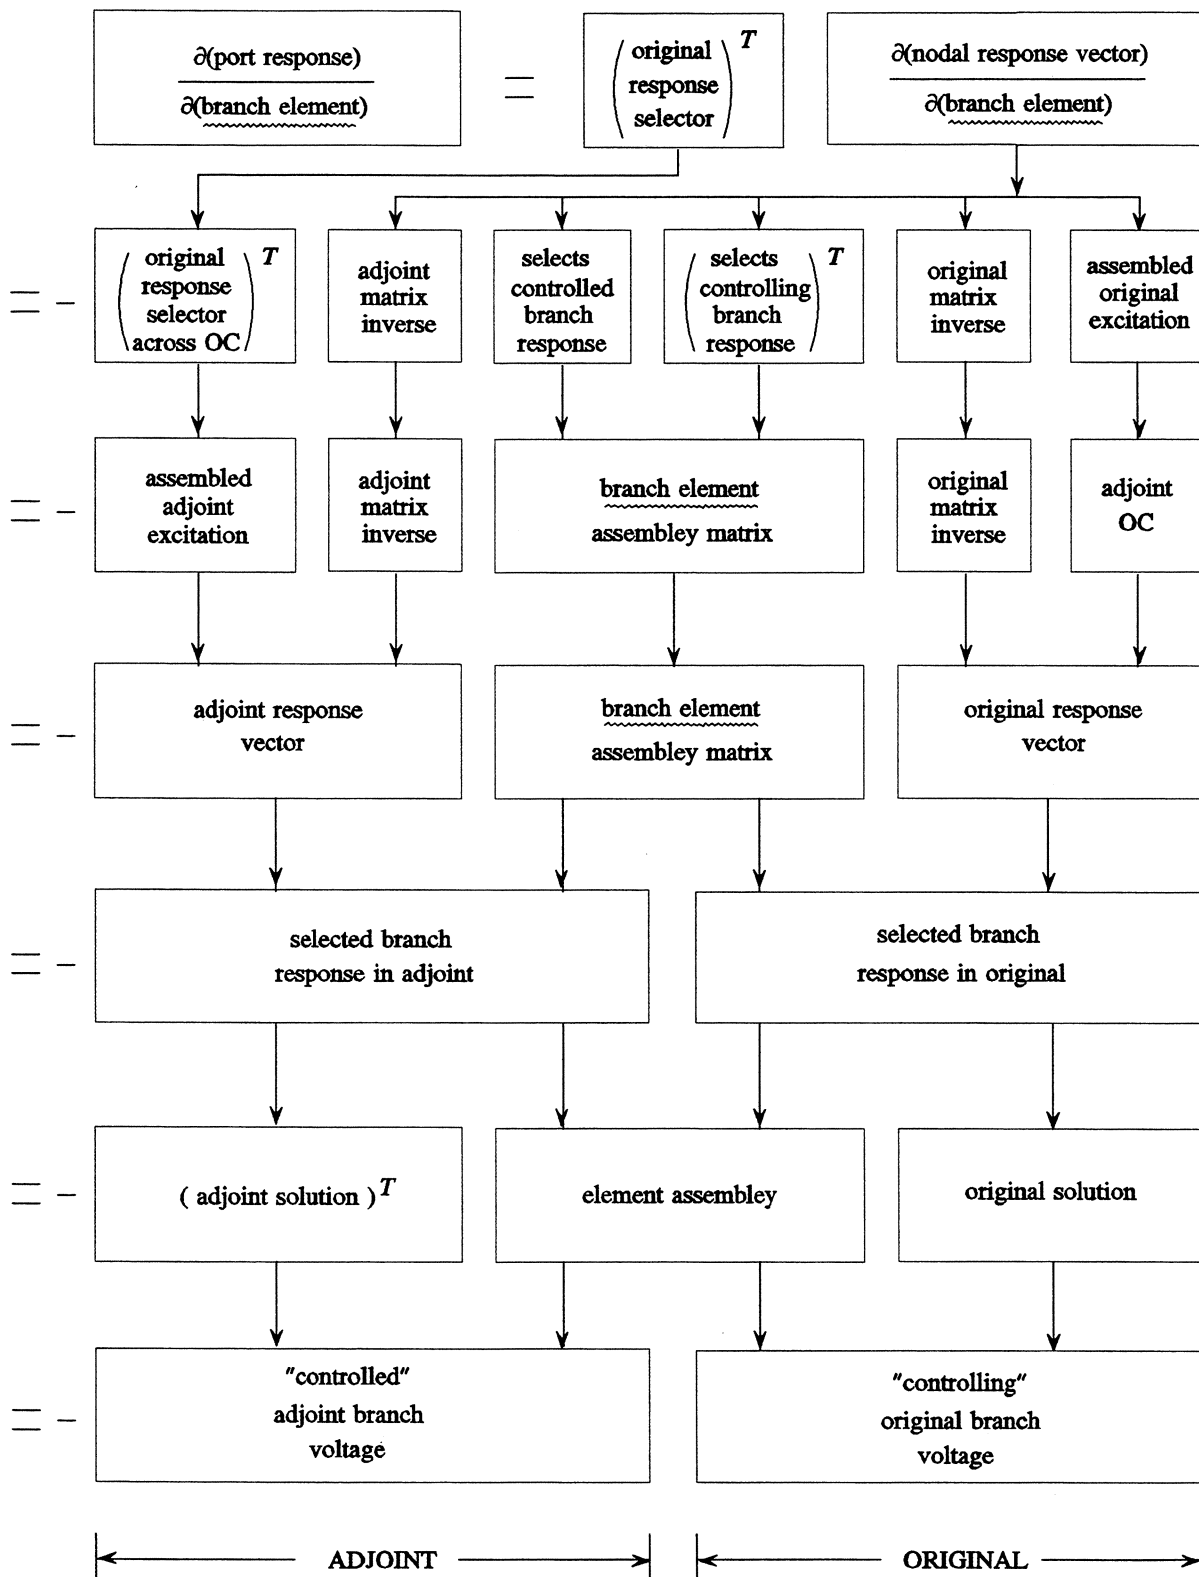 ∂(port response)
∂(branch element)
=
(original response selector)^T
∂(nodal response vector)
∂(branch element)
= -
(original response selector across OC)^T
adjoint matrix inverse
selects controlled branch response
(selects controlling branch response)^T
original matrix inverse
assembled original excitation
= -
assembled adjoint excitation
adjoint matrix inverse
branch element
assembley matrix
original matrix inverse
adjoint OC
= -
adjoint response
vector
branch element
assembley matrix
original response
vector
= -
selected branch
response in adjoint
selected branch
response in original
= -
( adjoint solution )^T
element assembley
original solution
= -
"controlled"
adjoint branch
voltage
"controlling"
original branch
voltage
ADJOINT
ORIGINAL